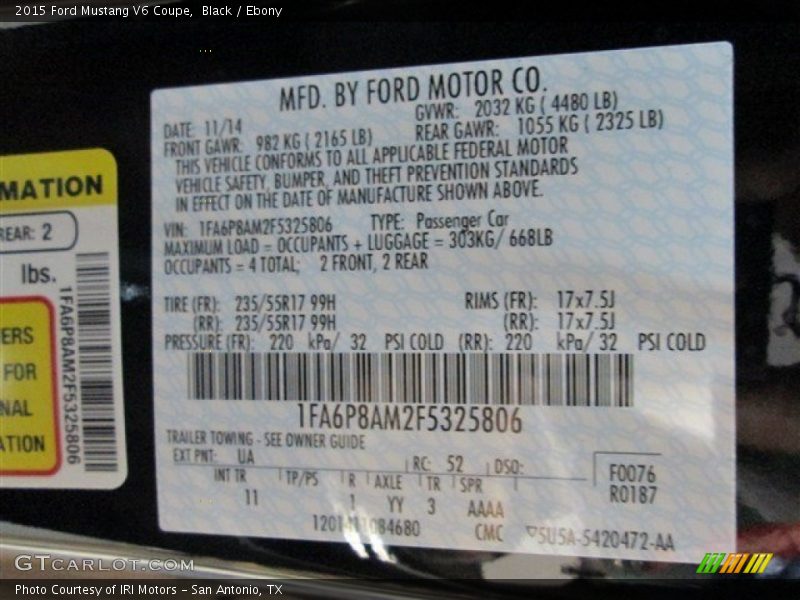 2015 Ford Mustang V6 Coupe, Black / Ebony
MFD. BY FORD MOTOR CO.
DATE: 11/14 GVWR: 2032 KG ( 4480 LB)
FRONT GAWR: 982 KG ( 2165 LB) REAR GAWR: 1055 KG ( 2325 LB)
THIS VEHICLE CONFORMS TO ALL APPLICABLE FEDERAL MOTOR
VEHICLE SAFETY, BUMPER, AND THEFT PREVENTION STANDARDS
IN EFFECT ON THE DATE OF MANUFACTURE SHOWN ABOVE.
VIN: 1FA6P8AM2F5325806 TYPE: Passenger Car
MAXIMUM LOAD = OCCUPANTS + LUGGAGE = 303KG/ 668LB
OCCUPANTS = 4 TOTAL; 2 FRONT, 2 REAR
TIRE (FR): 235/55R17 99H RIMS (FR): 17x7.5J
(RR): 235/55R17 99H (RR): 17x7.5J
PRESSURE (FR): 220 kPa/ 32 PSI COLD (RR): 220 kPa/ 32 PSI COLD
1FA6P8AM2F5325806
TRAILER TOWING - SEE OWNER GUIDE
EXT PNT: UA RC: 52 DSO: F0076
INT TR TP/PS R AXLE TR SPR R0187
11 1 YY 3 AAAA
1201411084680 CMC 5U5A-5420472-AA
MATION
REAR: 2
lbs.
1FA6P8AM2F5325806
ERS
FOR
NAL
ATION
GTCARLOT.COM
Photo Courtesy of IRI Motors – San Antonio, TX